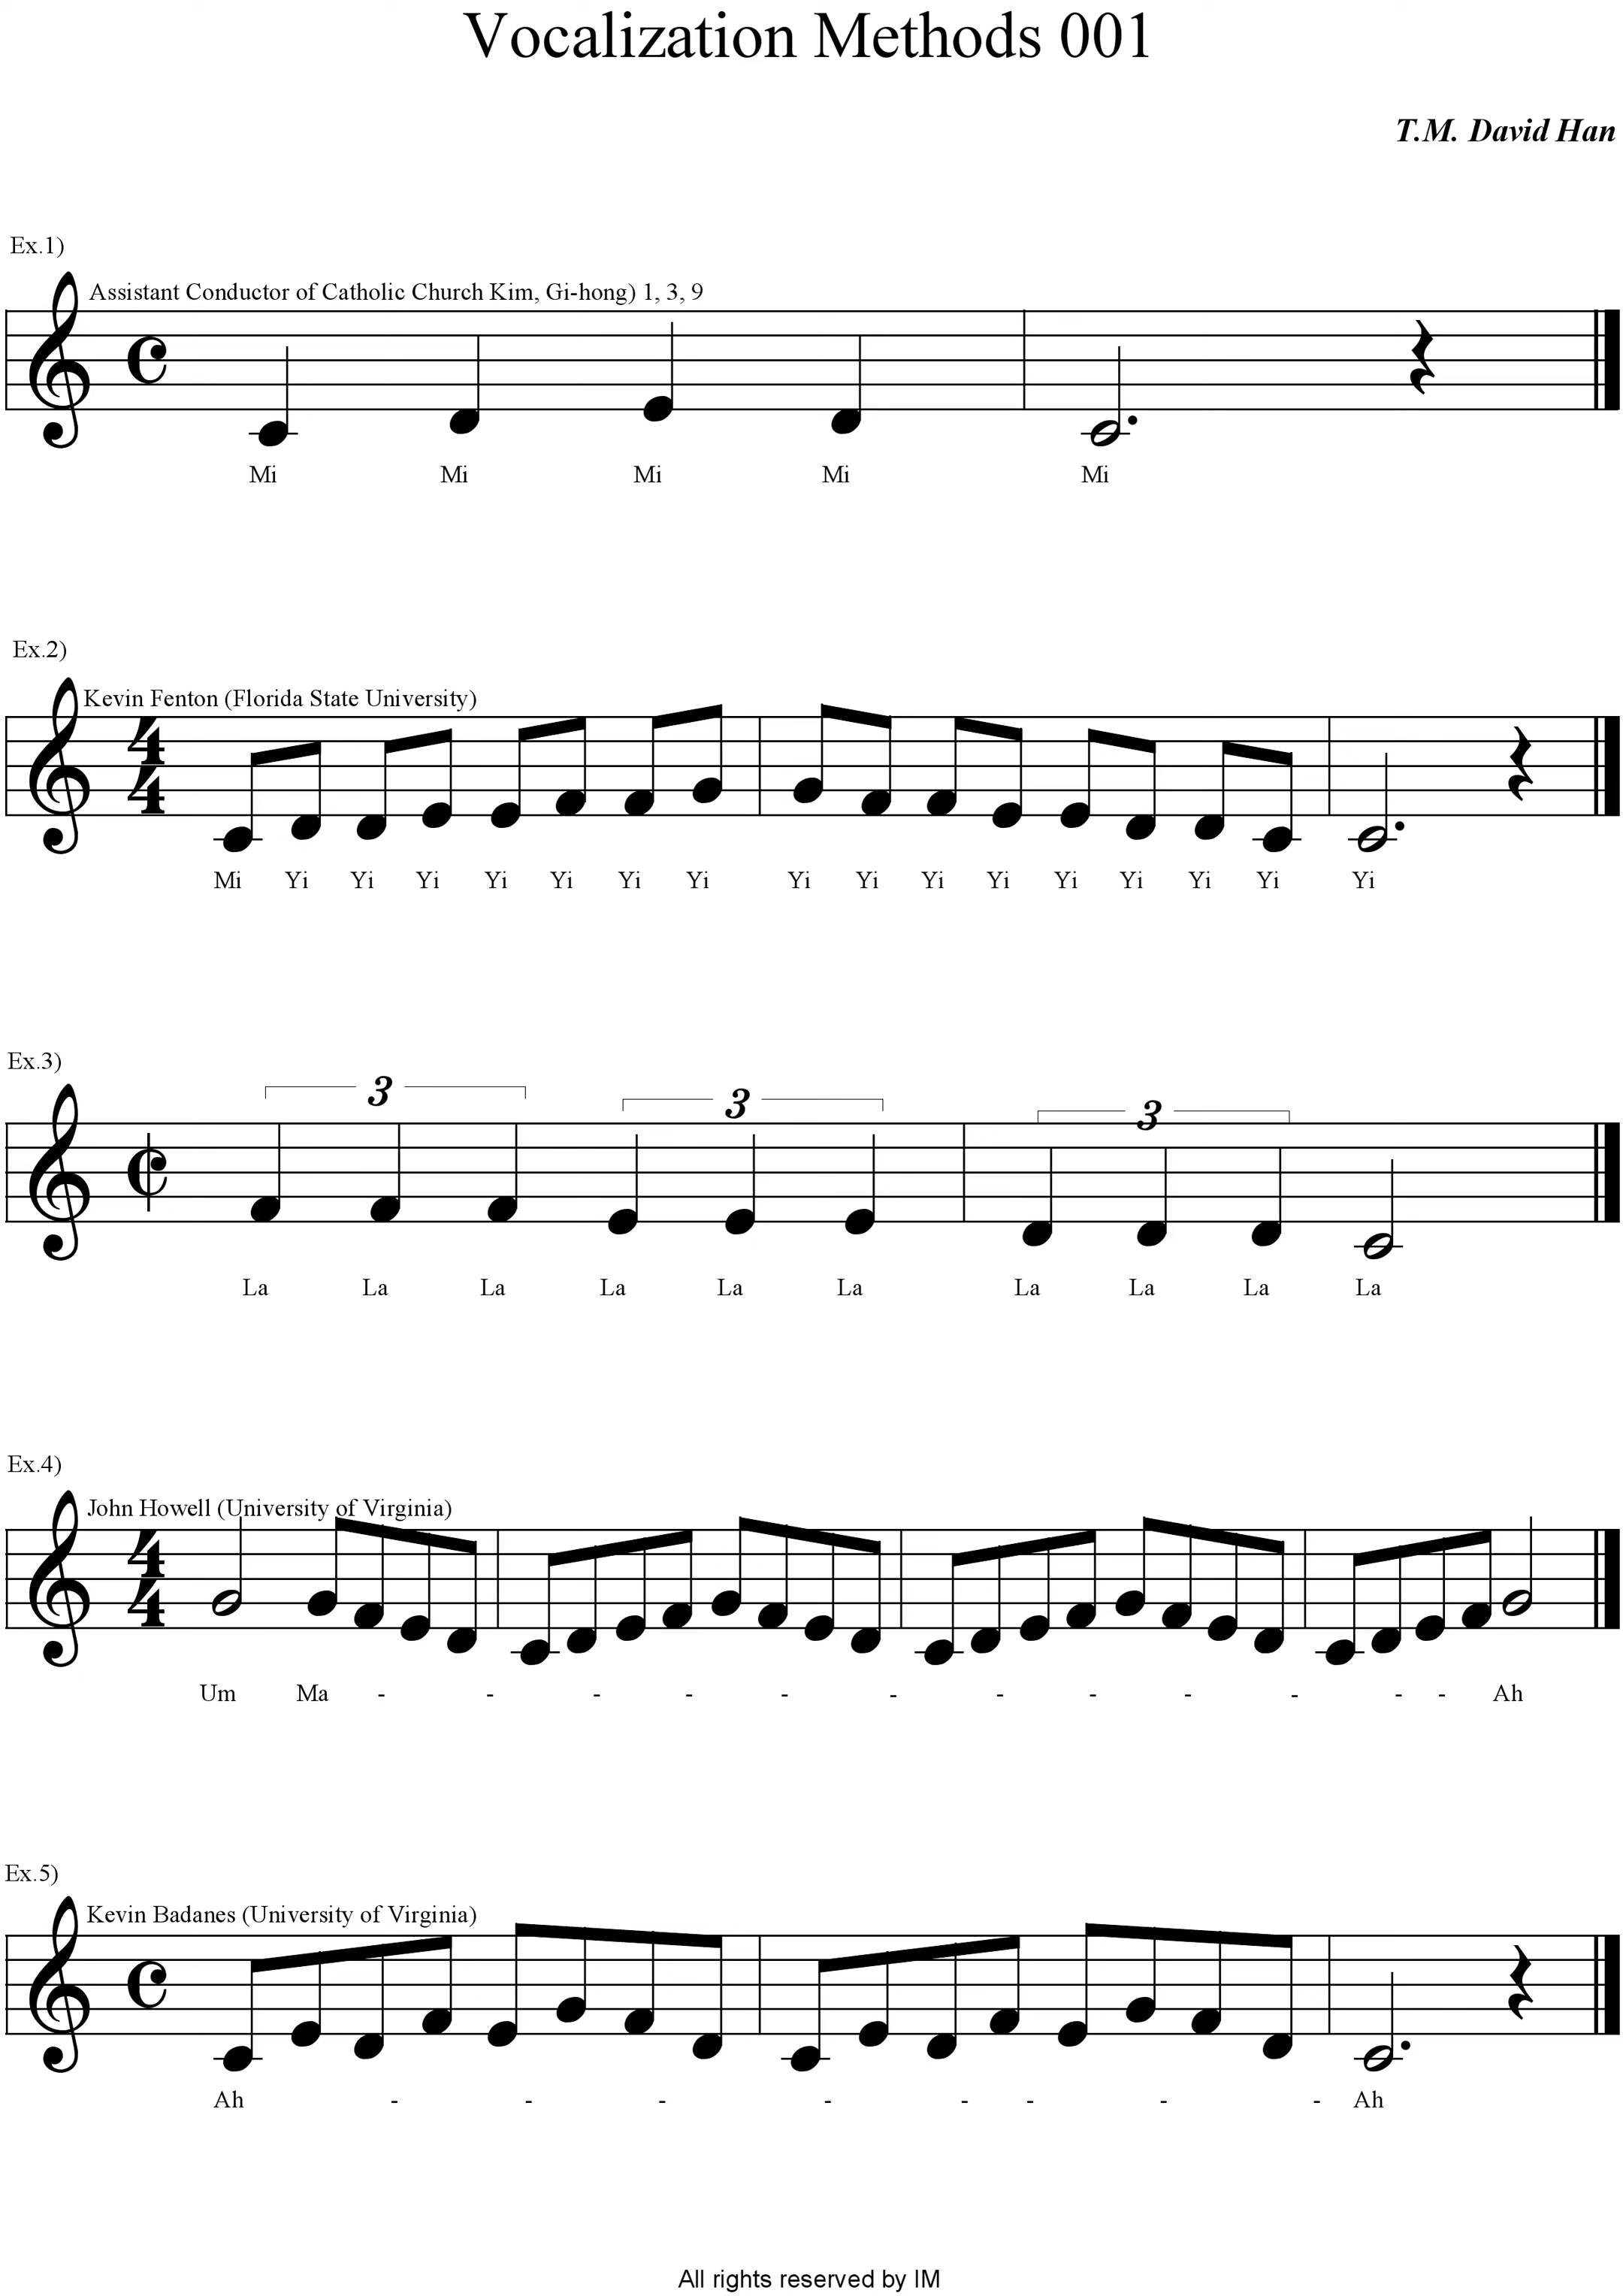 Vocalization Methods 001
T.M. David Han
Ex.1)
Assistant Conductor of Catholic Church Kim, Gi-hong) 1, 3, 9
Mi Mi Mi Mi Mi
Ex.2)
Kevin Fenton (Florida State University)
4
4
Mi Yi Yi Yi Yi Yi Yi Yi Yi Yi Yi Yi Yi Yi Yi Yi Yi
Ex.3)
3 3 3
La La La La La La La La La La
Ex.4)
John Howell (University of Virginia)
4
4
Um Ma - - - - - - - - - - - - Ah
Ex.5)
Kevin Badanes (University of Virginia)
Ah - - - - - - - - Ah
All rights reserved by IM